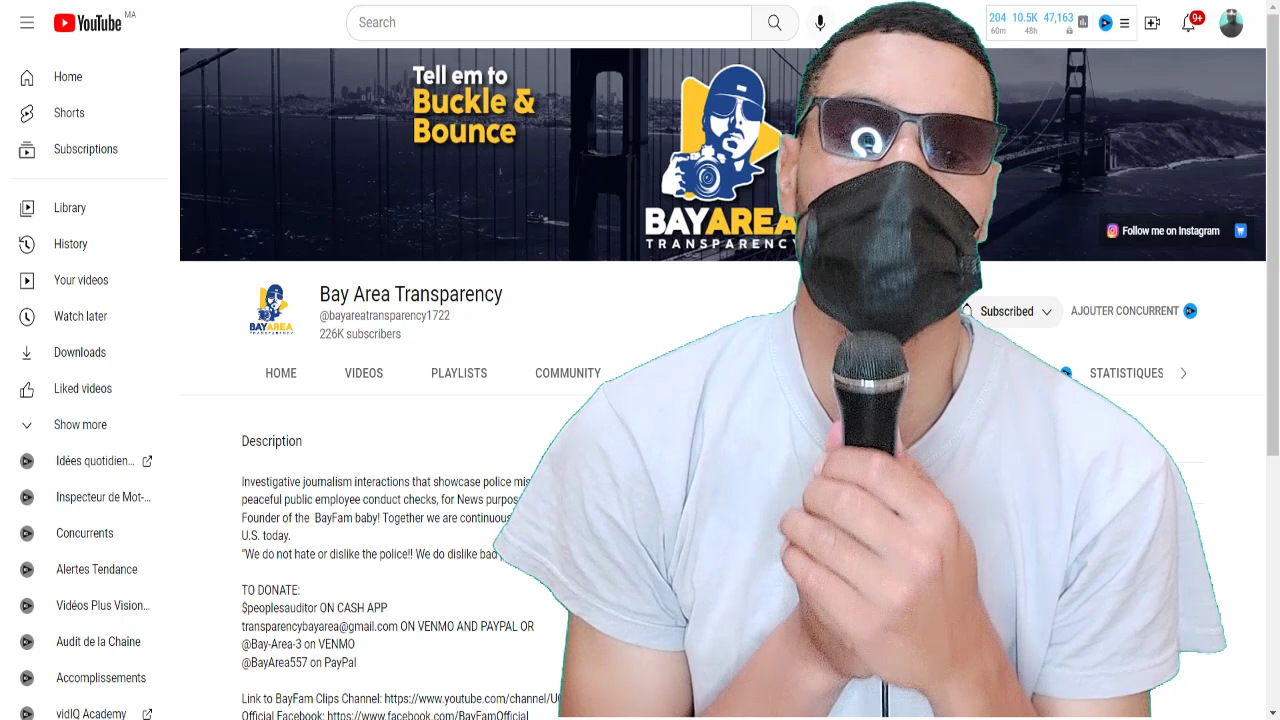 YouTube MA
Search
204 10.5K 47,163
60m 48h
9+
Home
Shorts
Subscriptions
Library
History
Your videos
Watch later
Downloads
Liked videos
Show more
Idées quotidien...
Inspecteur de Mot-...
Concurrents
Alertes Tendance
Vidéos Plus Vision...
Audit de la Chaîne
Accomplissements
vidIQ Academy
Tell em to
Buckle &
Bounce
BAYAREA
TRANSPARENCY
Follow me on Instagram
BAYAREA
TRANSPARENCY
Bay Area Transparency
@bayareatransparency1722
226K subscribers
Subscribed
AJOUTER CONCURRENT
HOME VIDEOS PLAYLISTS COMMUNITY STATISTIQUES
Description
Investigative journalism interactions that showcase police mis
peaceful public employee conduct checks, for News purpos
Founder of the BayFam baby! Together we are continuous
U.S. today.
"We do not hate or dislike the police!! We do dislike bad
TO DONATE:
$peoplesauditor ON CASH APP
transparencybayarea@gmail.com ON VENMO AND PAYPAL OR
@Bay-Area-3 on VENMO
@BayArea557 on PayPal
Link to BayFam Clips Channel: https://www.youtube.com/channel/U
Official Facebook: https://www.facebook.com/BayFamOfficial